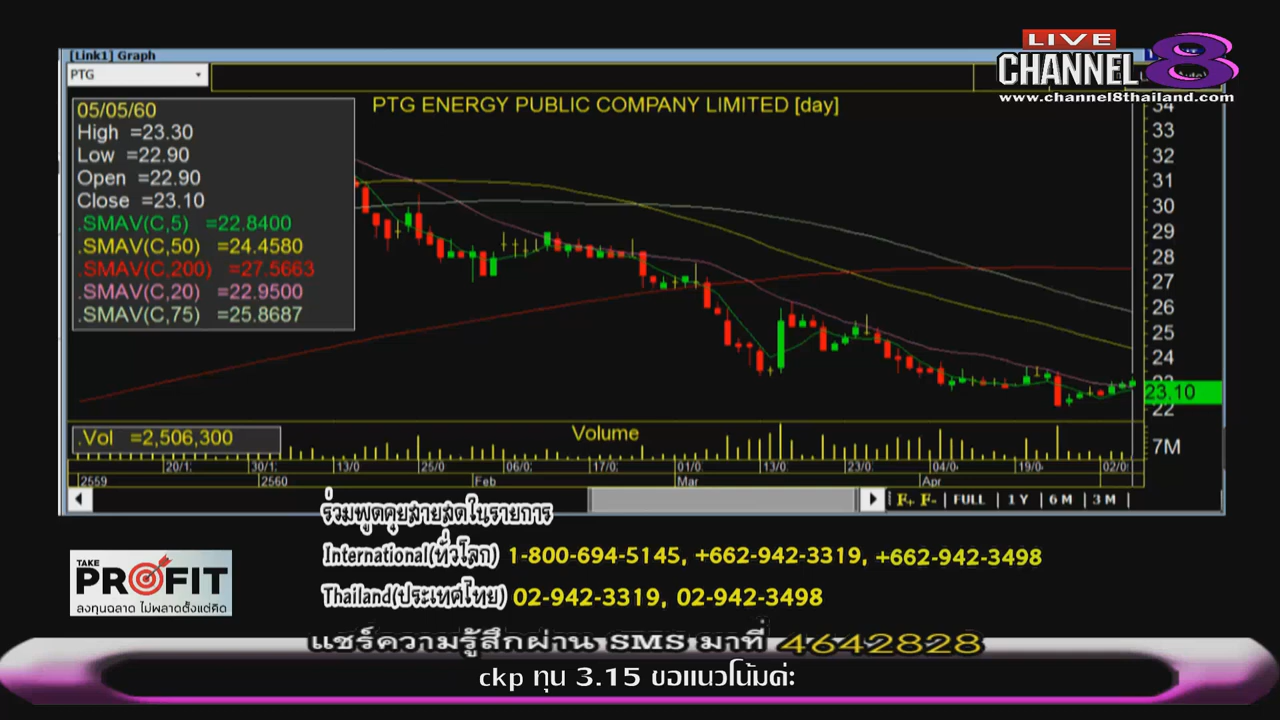 [Link1] Graph
PTG
LIVE
CHANNEL 8
www.channel8thailand.com
PTG ENERGY PUBLIC COMPANY LIMITED [day]
05/05/60
High =23.30
Low =22.90
Open =22.90
Close =23.10
.SMAV(C,5) =22.8400
.SMAV(C,50) =24.4580
.SMAV(C,200) =27.5663
.SMAV(C,20) =22.9500
.SMAV(C,75) =25.8687
34
33
32
31
30
29
28
27
26
25
24
23
23.10
22
.Vol =2,506,300
Volume
7M
20/1: 30/1: 13/0 25/0 06/0: 17/0: 01/0: 13/0: 23/0: 04/0 19/0 02/0
2559 2560 Feb Mar Apr
F+ F- FULL 1 Y 6 M 3 M
ร่วมพูดคุยสายสดในรายการ
International(ทั่วโลก) 1-800-694-5145, +662-942-3319, +662-942-3498
Thailand(ประเทศไทย) 02-942-3319, 02-942-3498
TAKE
PROFIT
ลงทุนฉลาด ไม่พลาดตั้งแต่คิด
แชร์ความรู้สึกผ่าน SMS มาที่ 4642828
ckp ทุน 3.15 ขอแนวโน้มค่ะ